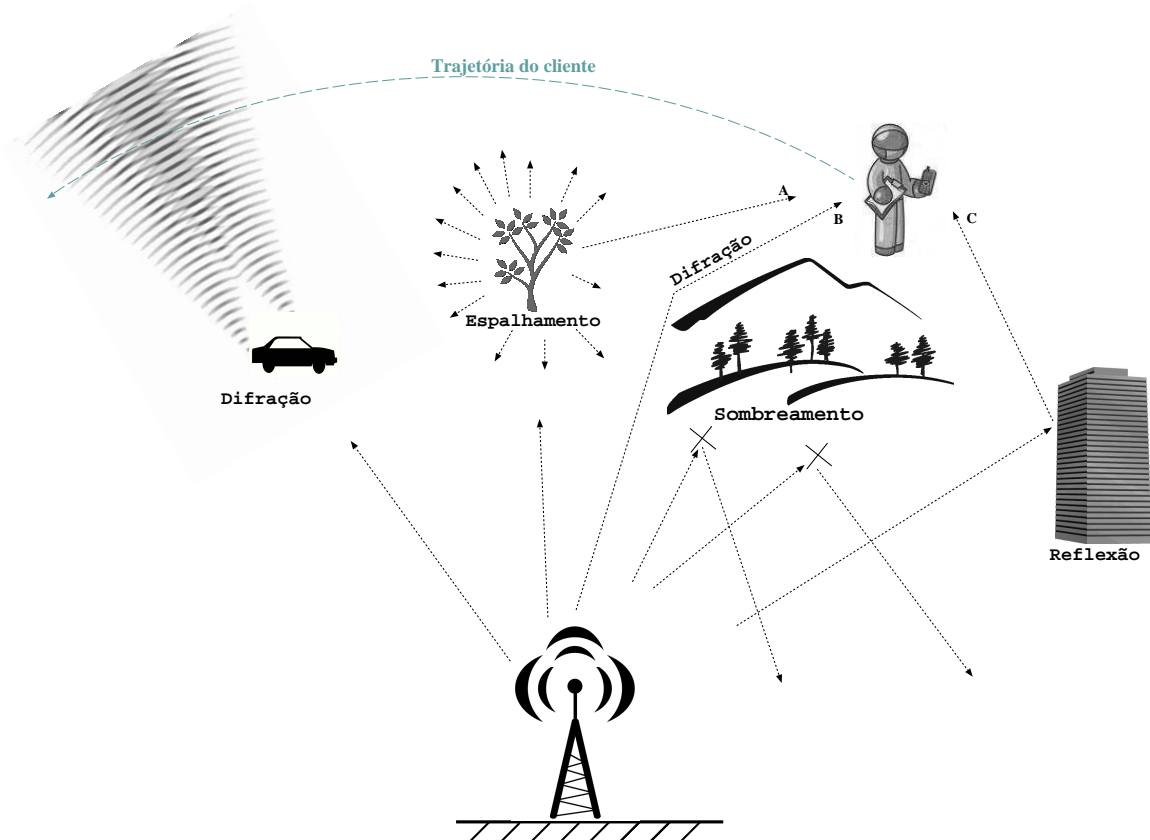 Trajetória do cliente
A
B
C
Difração
Espalhamento
Difração
Sombreamento
Reflexão